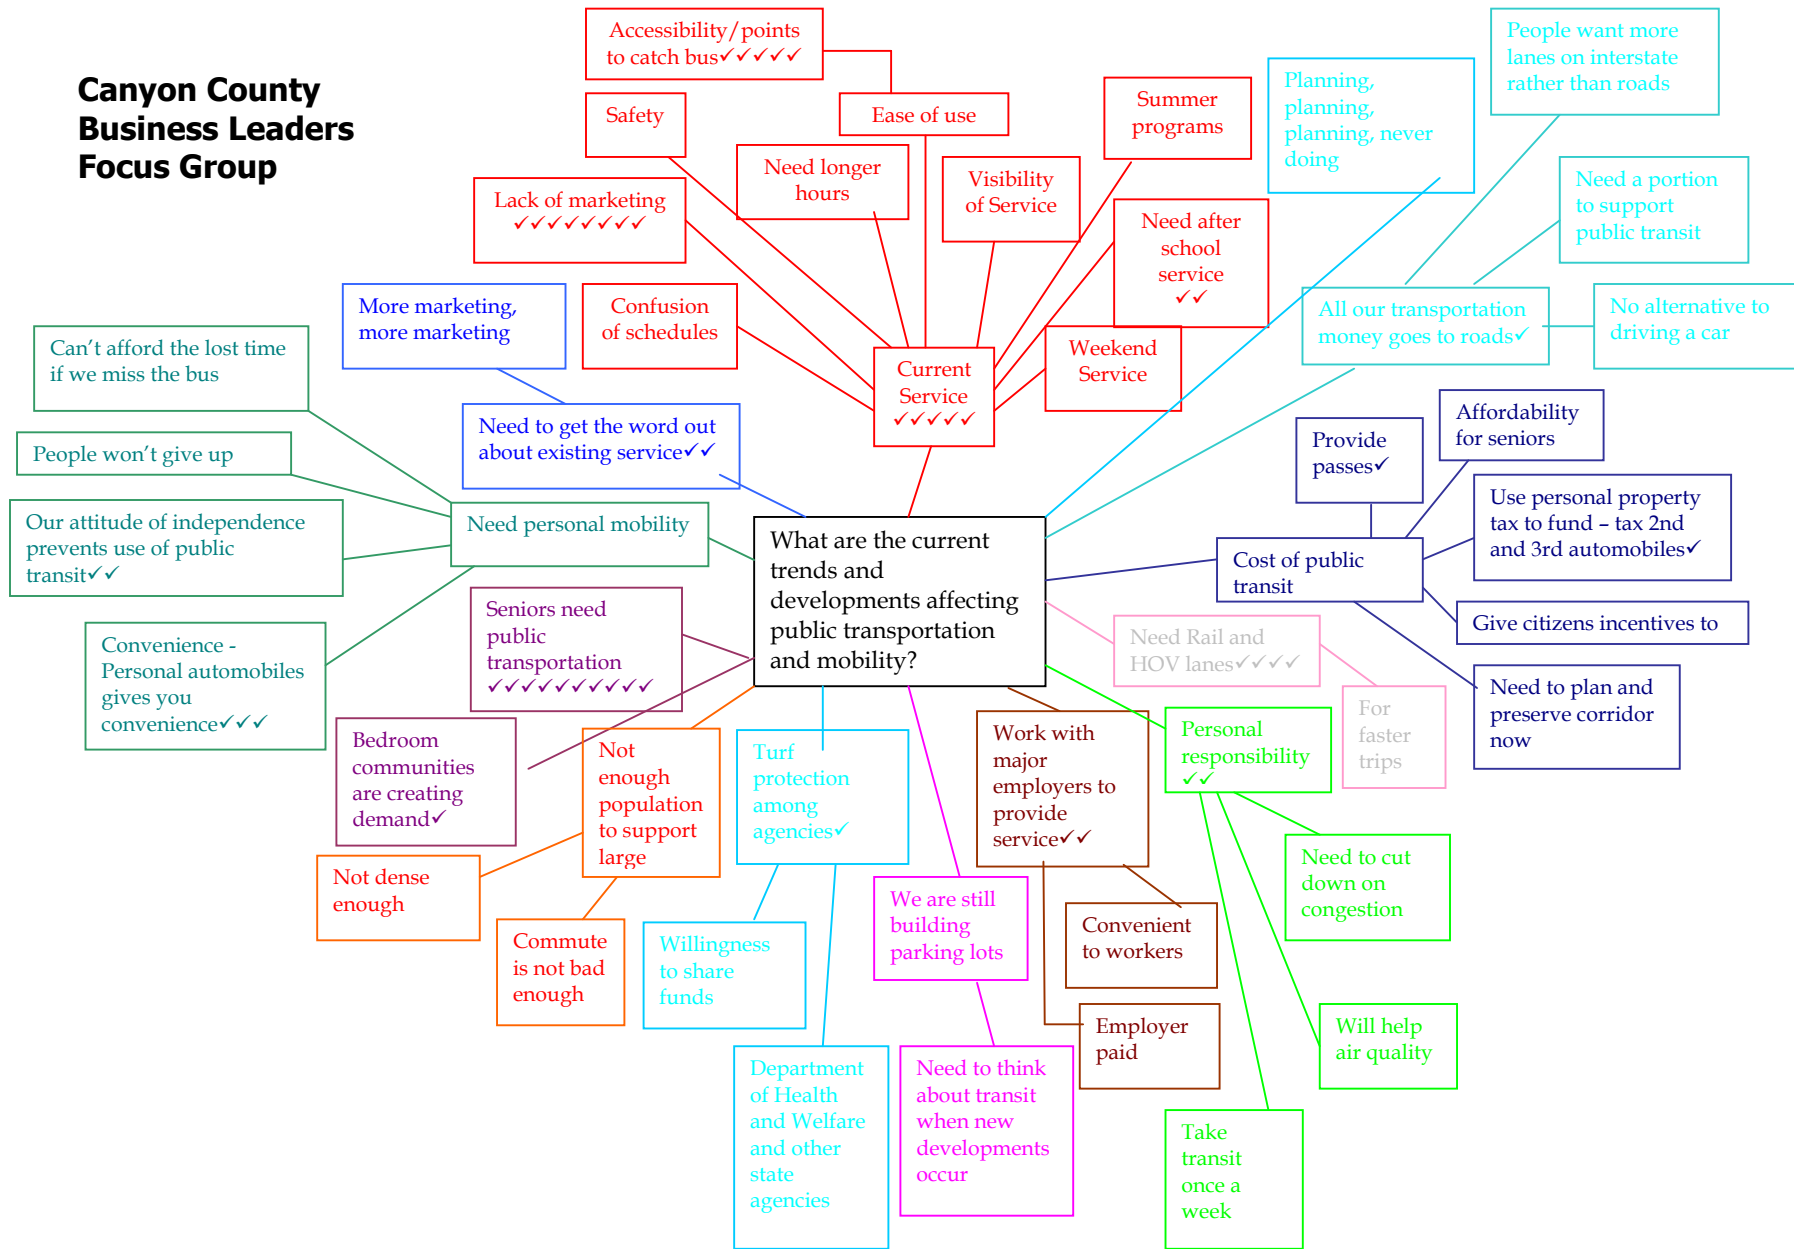 Canyon County
Business Leaders
Focus Group
Accessibility/points
to catch bus✓✓✓✓✓
Safety
Ease of use
Need longer
hours
Lack of marketing
✓✓✓✓✓✓✓✓
Visibility
of Service
Summer
programs
Need after
school
service
✓✓
Confusion
of schedules
Weekend
Service
Current
Service
✓✓✓✓✓
Planning,
planning,
planning, never
doing
People want more
lanes on interstate
rather than roads
Need a portion
to support
public transit
All our transportation
money goes to roads✓
No alternative to
driving a car
More marketing,
more marketing
Need to get the word out
about existing service✓✓
Can’t afford the lost time
if we miss the bus
People won’t give up
Our attitude of independence
prevents use of public
transit✓✓
Need personal mobility
Convenience -
Personal automobiles
gives you
convenience✓✓✓
What are the current
trends and
developments affecting
public transportation
and mobility?
Provide
passes✓
Affordability
for seniors
Use personal property
tax to fund – tax 2nd
and 3rd automobiles✓
Cost of public
transit
Give citizens incentives to
Need to plan and
preserve corridor
now
Need Rail and
HOV lanes✓✓✓✓
For
faster
trips
Seniors need
public
transportation
✓✓✓✓✓✓✓✓✓✓
Bedroom
communities
are creating
demand✓
Not
enough
population
to support
large
Not dense
enough
Commute
is not bad
enough
Turf
protection
among
agencies✓
Willingness
to share
funds
Department
of Health
and Welfare
and other
state
agencies
We are still
building
parking lots
Need to think
about transit
when new
developments
occur
Work with
major
employers to
provide
service✓✓
Convenient
to workers
Employer
paid
Personal
responsibility
✓✓
Need to cut
down on
congestion
Will help
air quality
Take
transit
once a
week